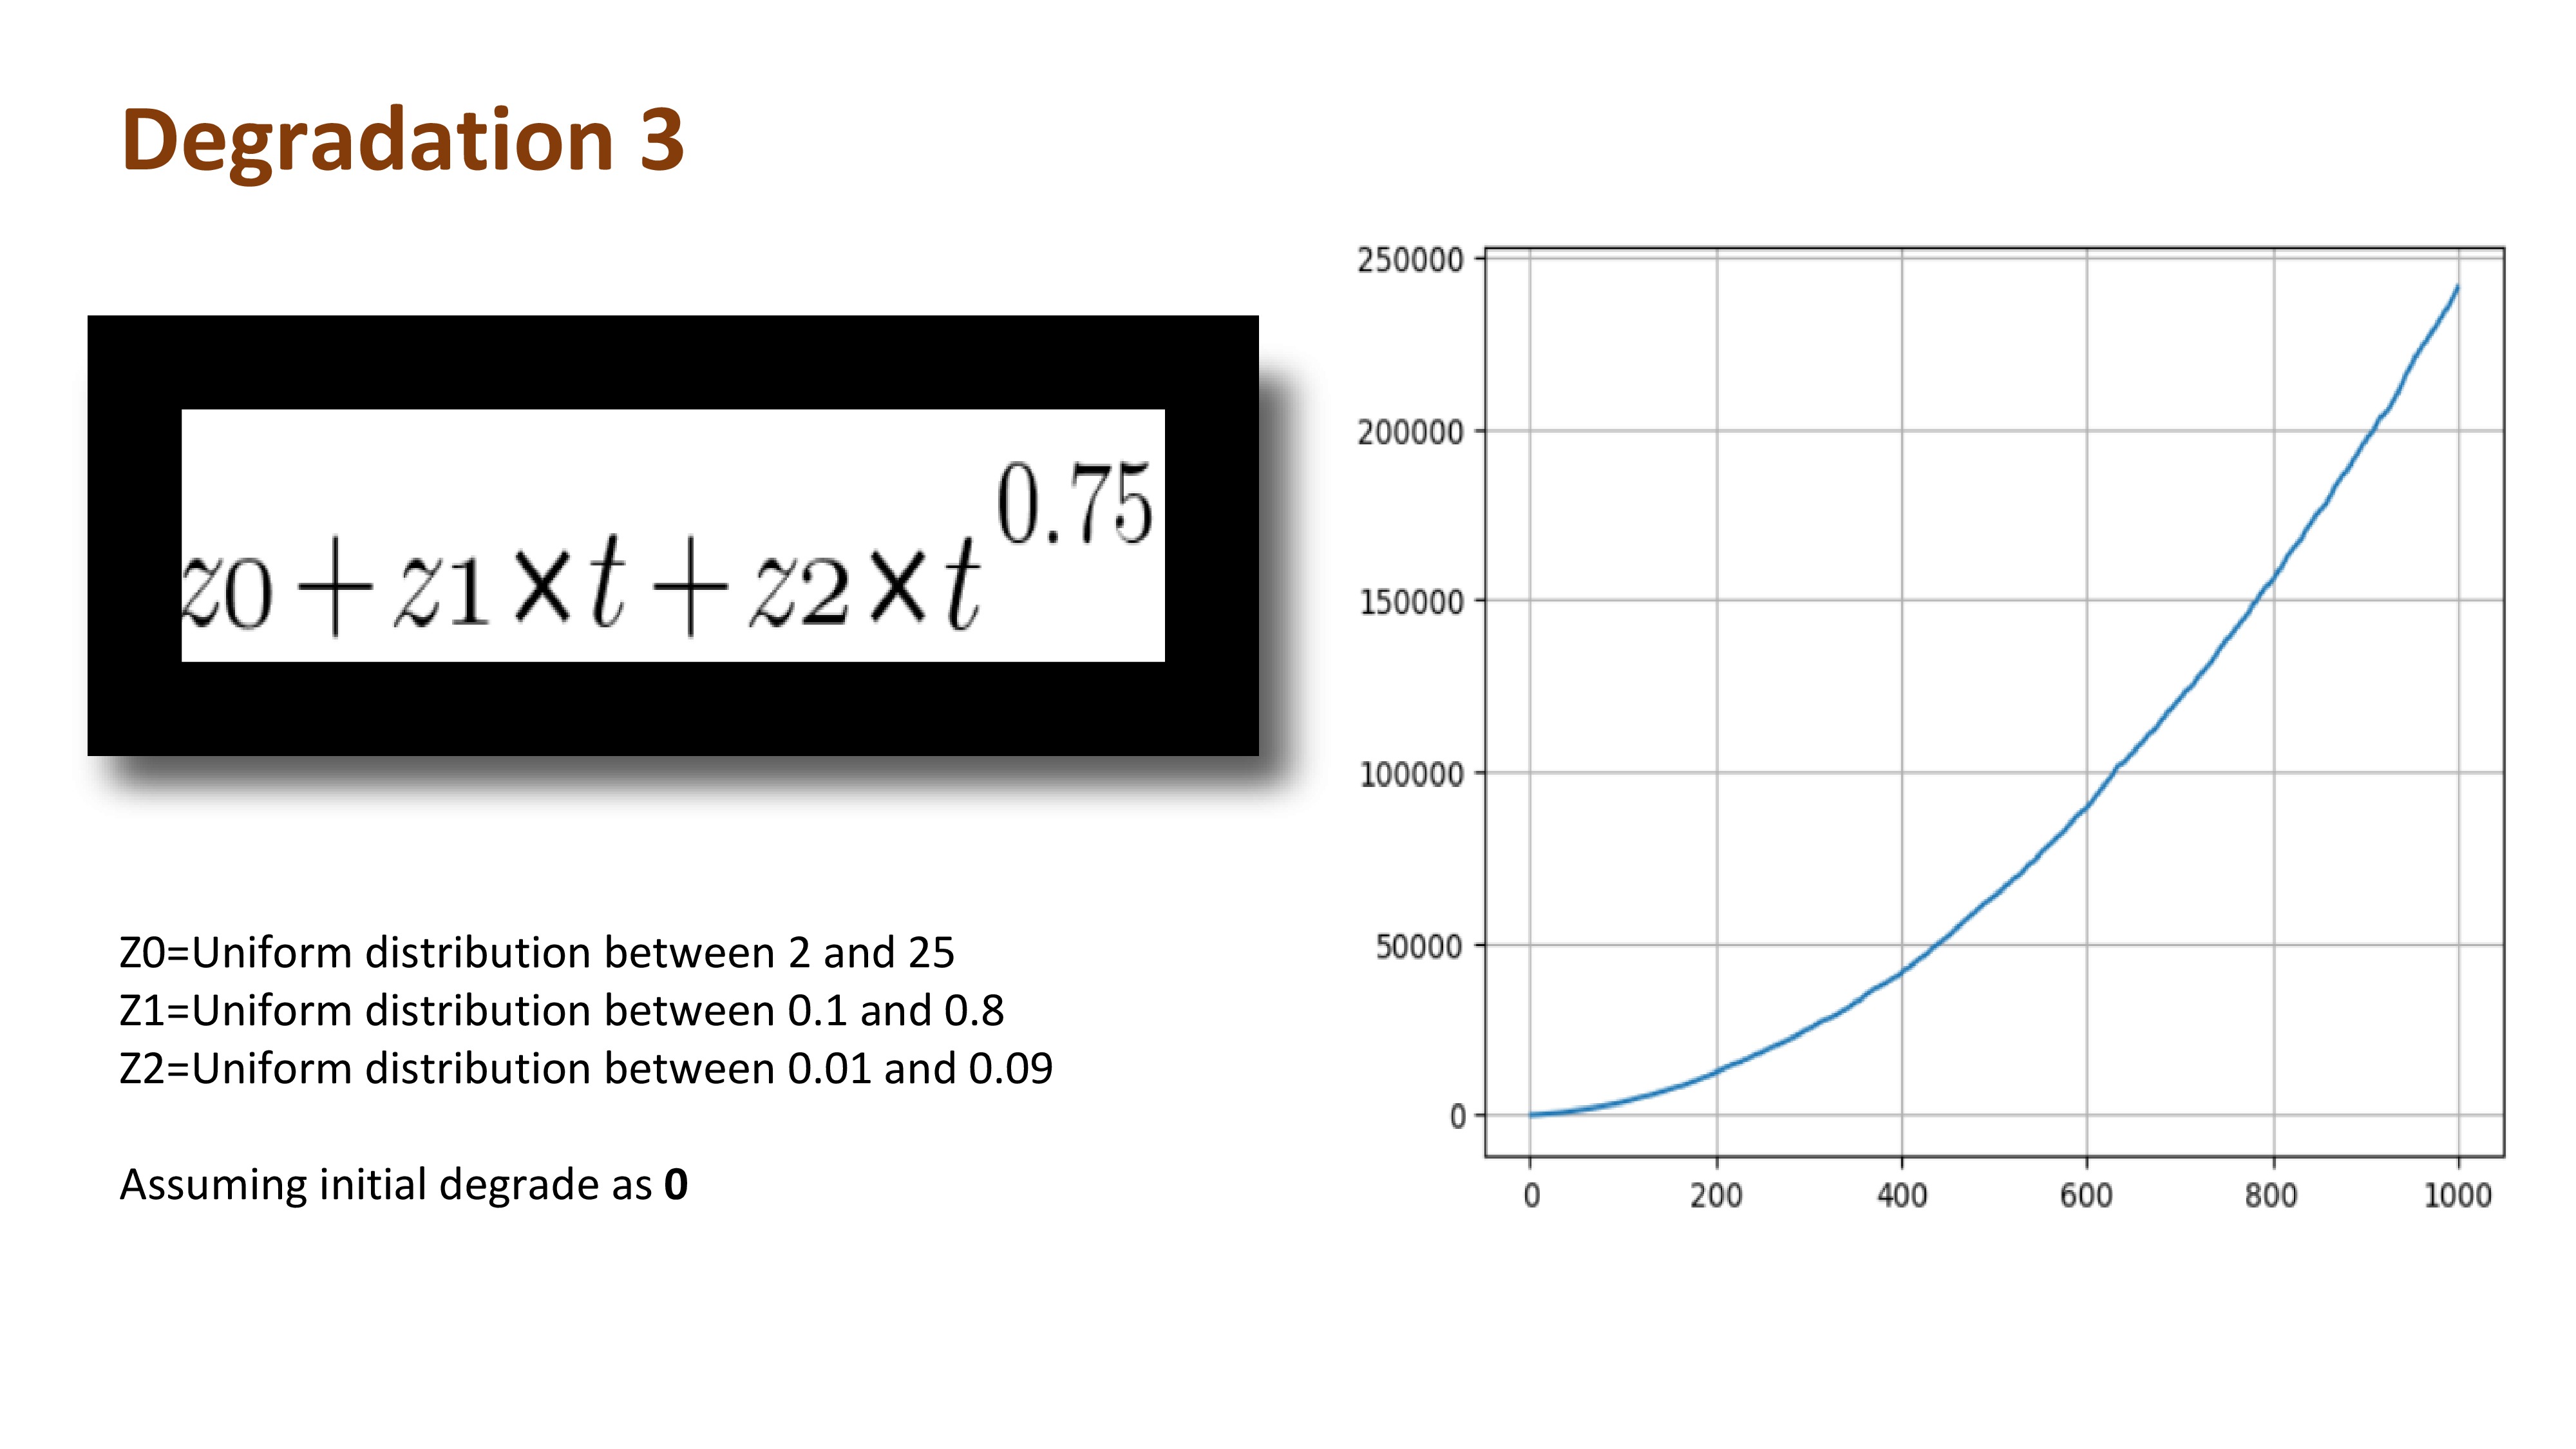 Degradation 3
z0+z1×t+z2×t^0.75
Z0=Uniform distribution between 2 and 25
Z1=Uniform distribution between 0.1 and 0.8
Z2=Uniform distribution between 0.01 and 0.09
Assuming initial degrade as 0
250000
200000
150000
100000
50000
0
0 200 400 600 800 1000